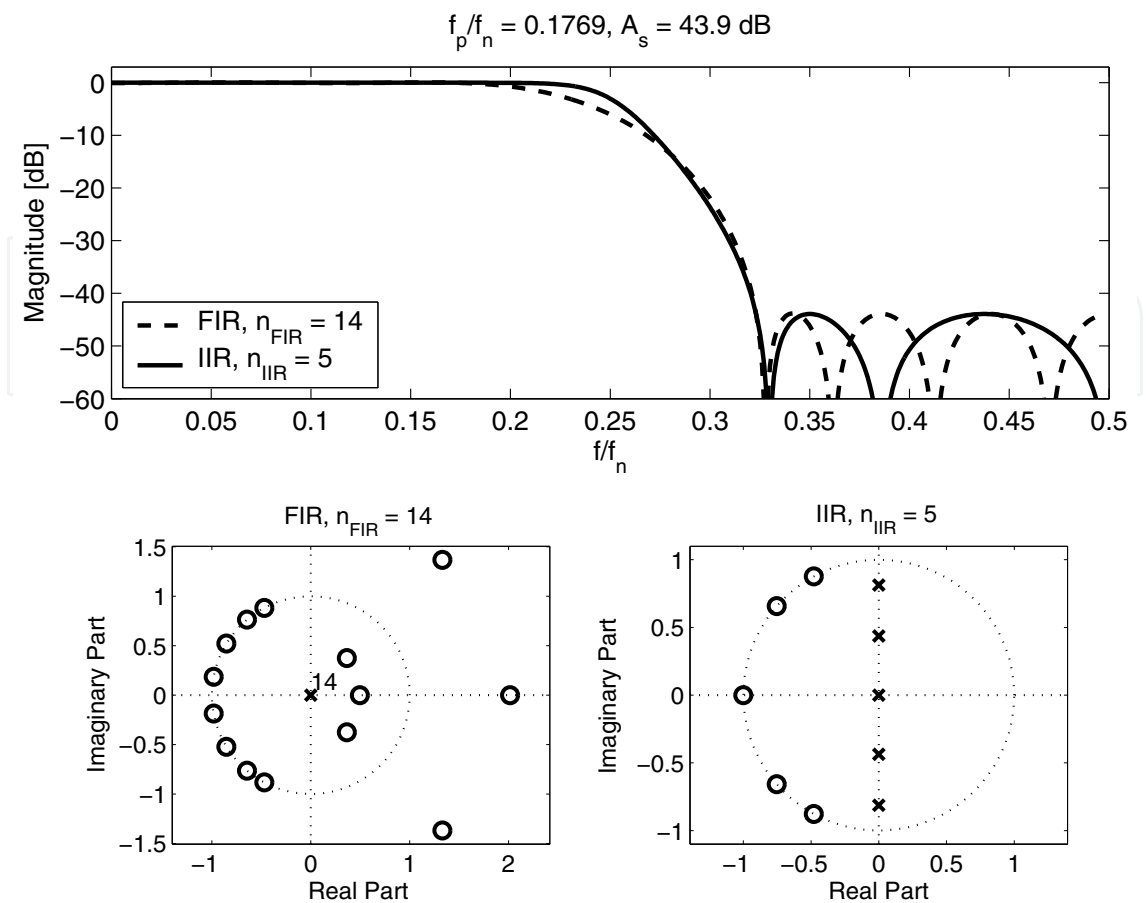 f_p/f_n = 0.1769, A_s = 43.9 dB
0
−10
−20
−30
−40
−50
−60
Magnitude [dB]
FIR, n_FIR = 14
IIR, n_IIR = 5
0 0.05 0.1 0.15 0.2 0.25 0.3 0.35 0.4 0.45 0.5
f/f_n
FIR, n_FIR = 14
1.5
1
0.5
0
−0.5
−1
−1.5
Imaginary Part
14
−1 0 1 2
Real Part
IIR, n_IIR = 5
1
0.5
0
−0.5
−1
Imaginary Part
−1 −0.5 0 0.5 1
Real Part